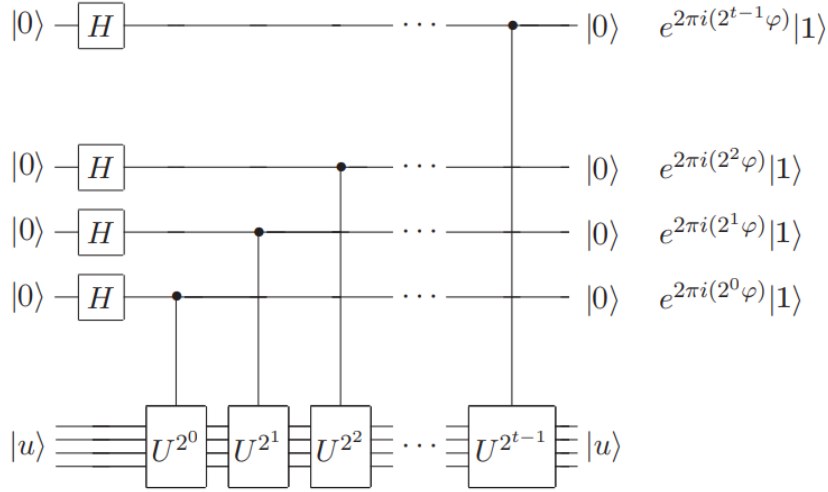 |0⟩ H ··· |0⟩ e^{2πi(2^{t−1}φ)}|1⟩
|0⟩ H ··· |0⟩ e^{2πi(2^2φ)}|1⟩
|0⟩ H ··· |0⟩ e^{2πi(2^1φ)}|1⟩
|0⟩ H ··· |0⟩ e^{2πi(2^0φ)}|1⟩
|u⟩ U^{2^0} U^{2^1} U^{2^2} ··· U^{2^{t−1}} |u⟩